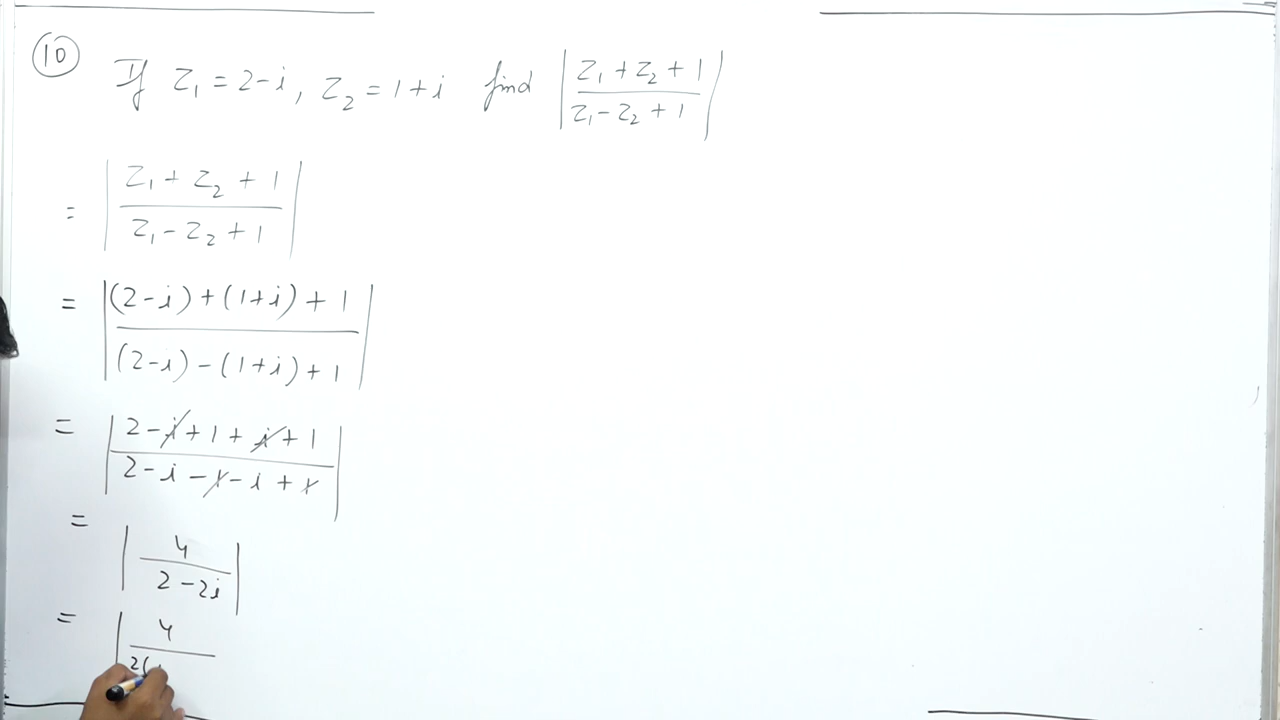 (10) If Z₁ = 2-i, Z₂ = 1+i find |(Z₁ + Z₂ + 1)/(Z₁ - Z₂ + 1)|
= |(Z₁ + Z₂ + 1)/(Z₁ - Z₂ + 1)|
= |((2-i)+(1+i)+1)/((2-i)-(1+i)+1)|
= |(2-i+1+i+1)/(2-i-1-i+1)|
= |4/(2-2i)|
= |4/2(